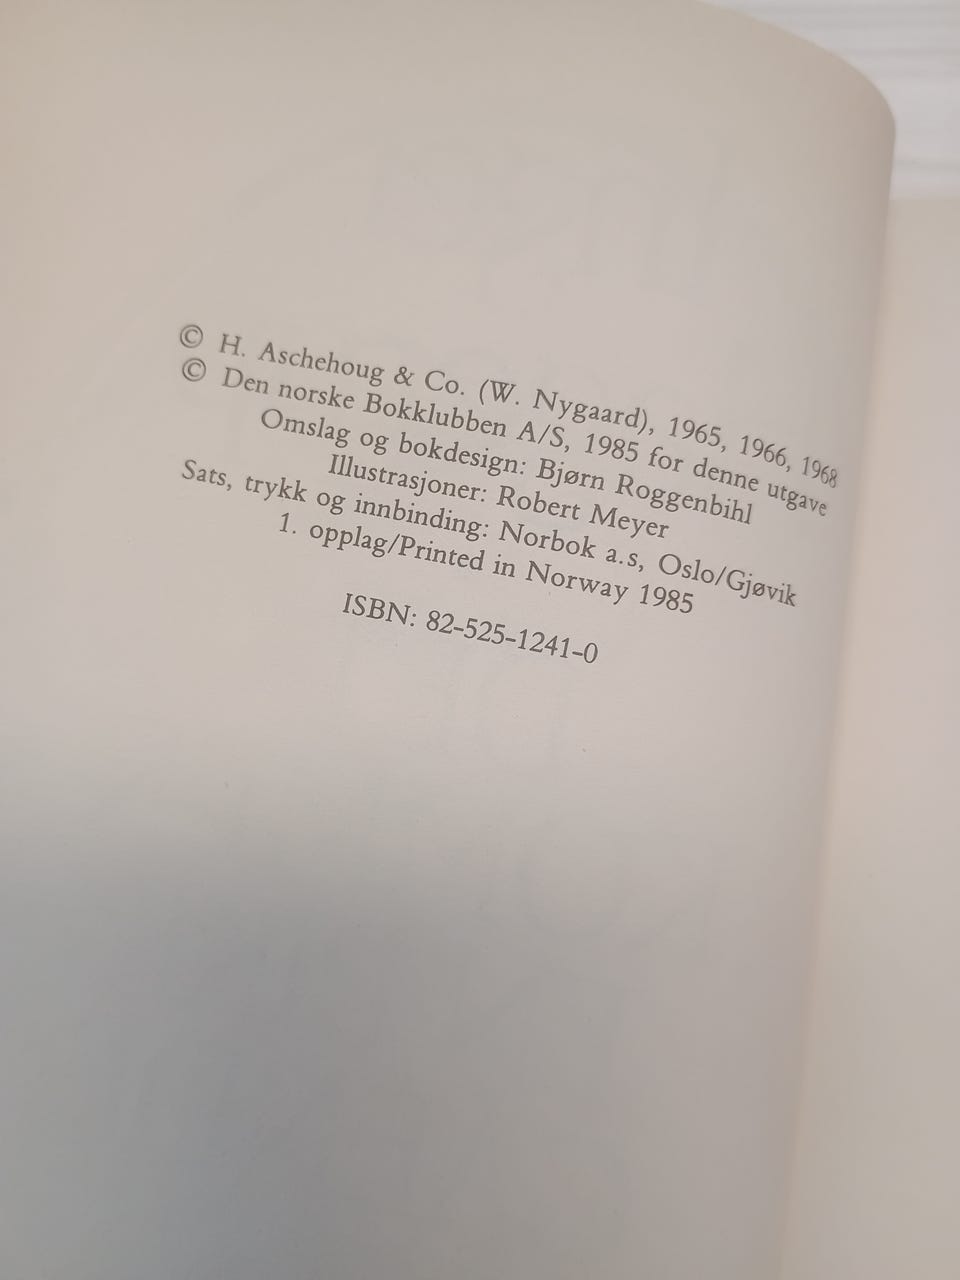 © H. Aschehoug & Co. (W. Nygaard), 1965, 1966, 1968
© Den norske Bokklubben A/S, 1985 for denne utgave
Omslag og bokdesign: Bjørn Roggenbihl
Illustrasjoner: Robert Meyer
Sats, trykk og innbinding: Norbok a.s, Oslo/Gjøvik
1. opplag/Printed in Norway 1985
ISBN: 82-525-1241-0